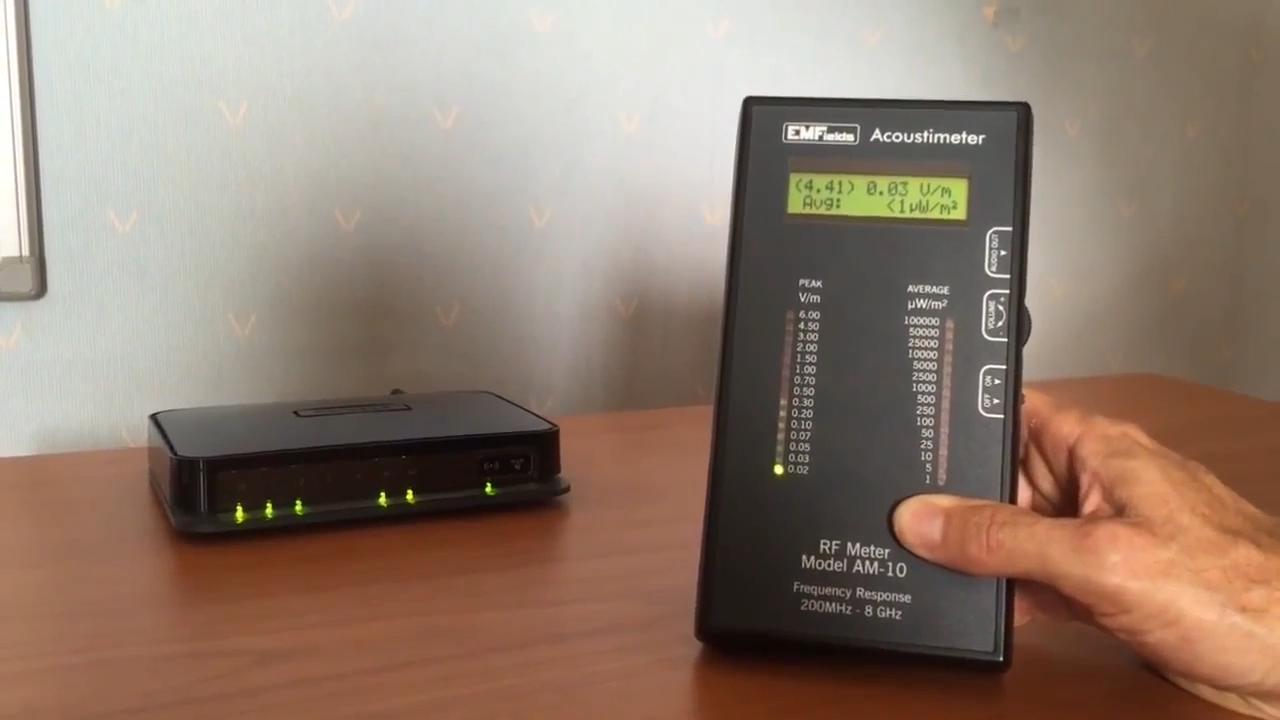 EMFields Acoustimeter
(4.41) 0.03 V/m
Avg: <1µW/m²
AUDIO OUT
VOLUME + -
ON
OFF
PEAK
V/m
6.00
4.50
3.00
2.00
1.50
1.00
0.70
0.50
0.30
0.20
0.10
0.07
0.05
0.03
0.02
AVERAGE
µW/m²
100000
50000
25000
10000
5000
2500
1000
500
250
100
50
25
10
5
1
RF Meter
Model AM-10
Frequency Response
200MHz - 8 GHz